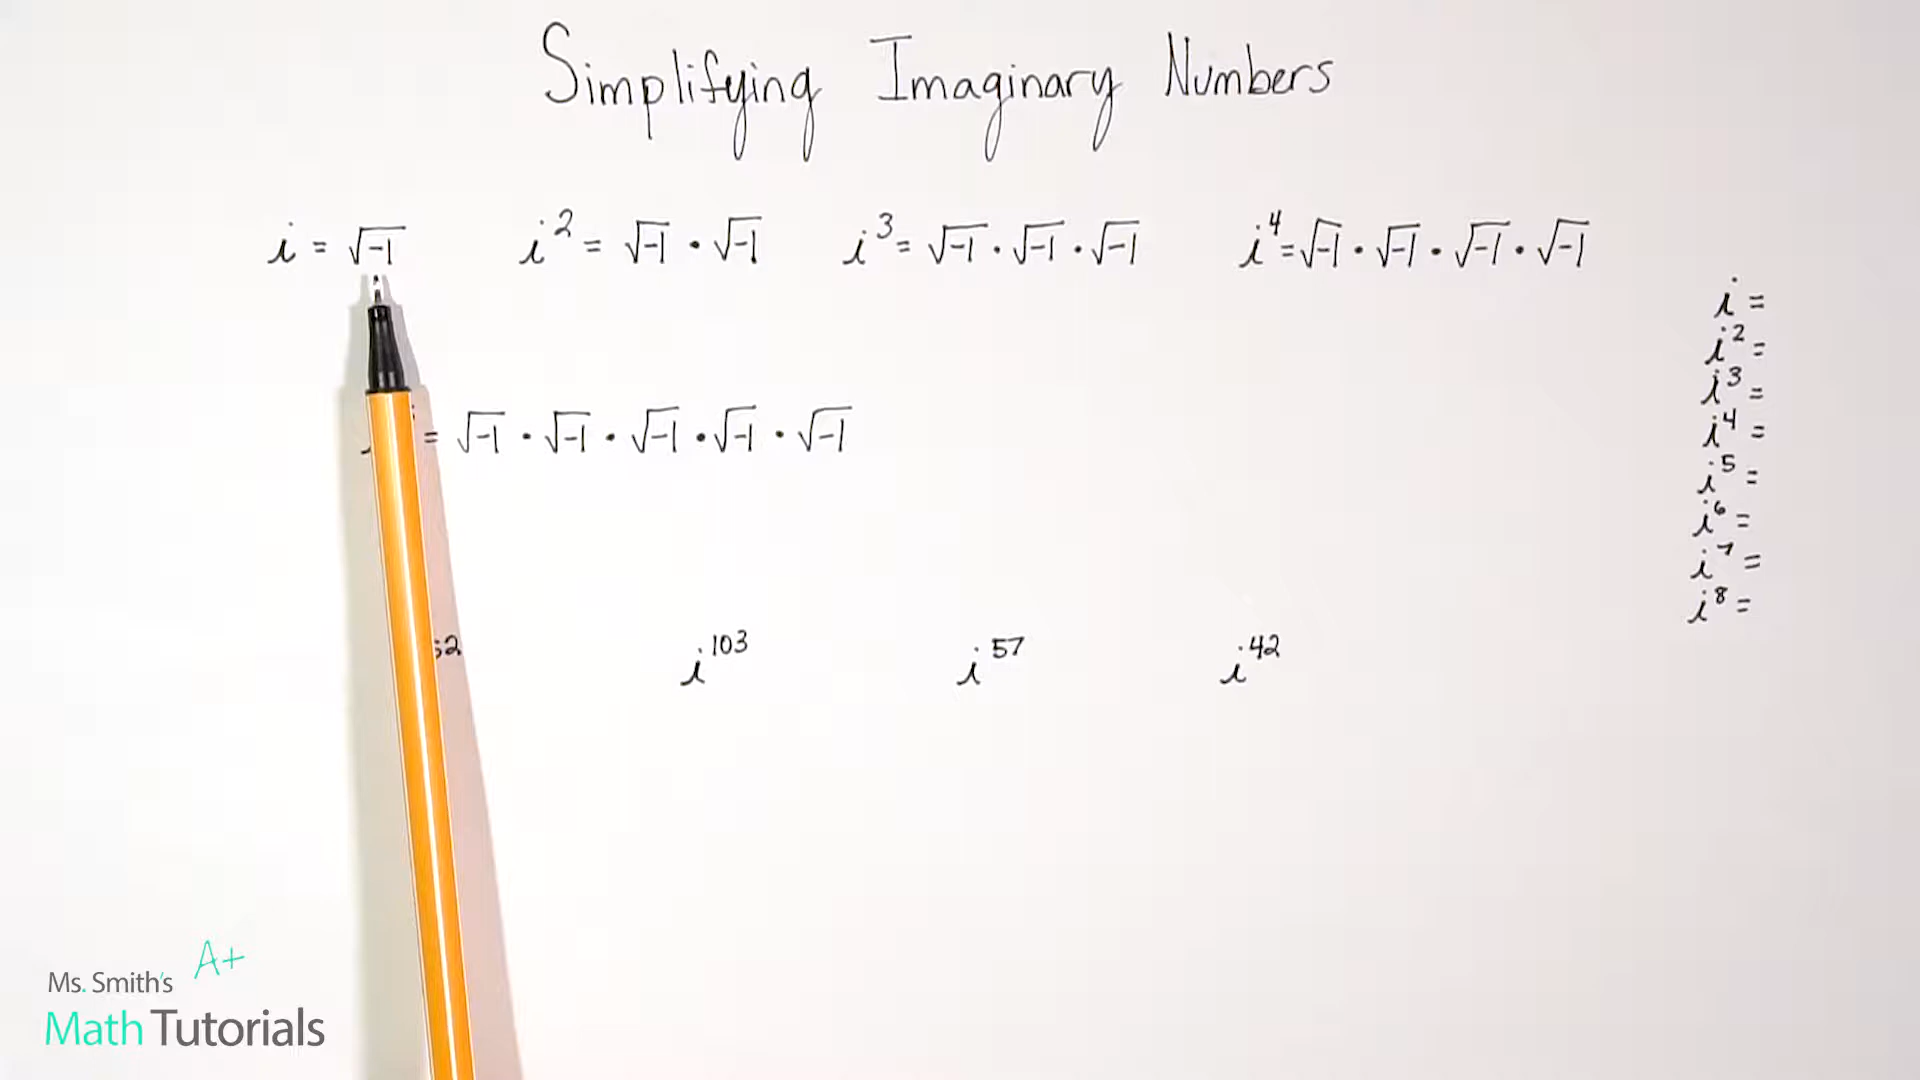 Simplifying Imaginary Numbers
i = √-1 i² = √-1 · √-1 i³ = √-1 · √-1 · √-1 i⁴ = √-1 · √-1 · √-1 · √-1
= √-1 · √-1 · √-1 · √-1 · √-1
i =
i² =
i³ =
i⁴ =
i⁵ =
i⁶ =
i⁷ =
i⁸ =
i¹⁰³ i⁵⁷ i⁴²
A+
Ms. Smith's
Math Tutorials